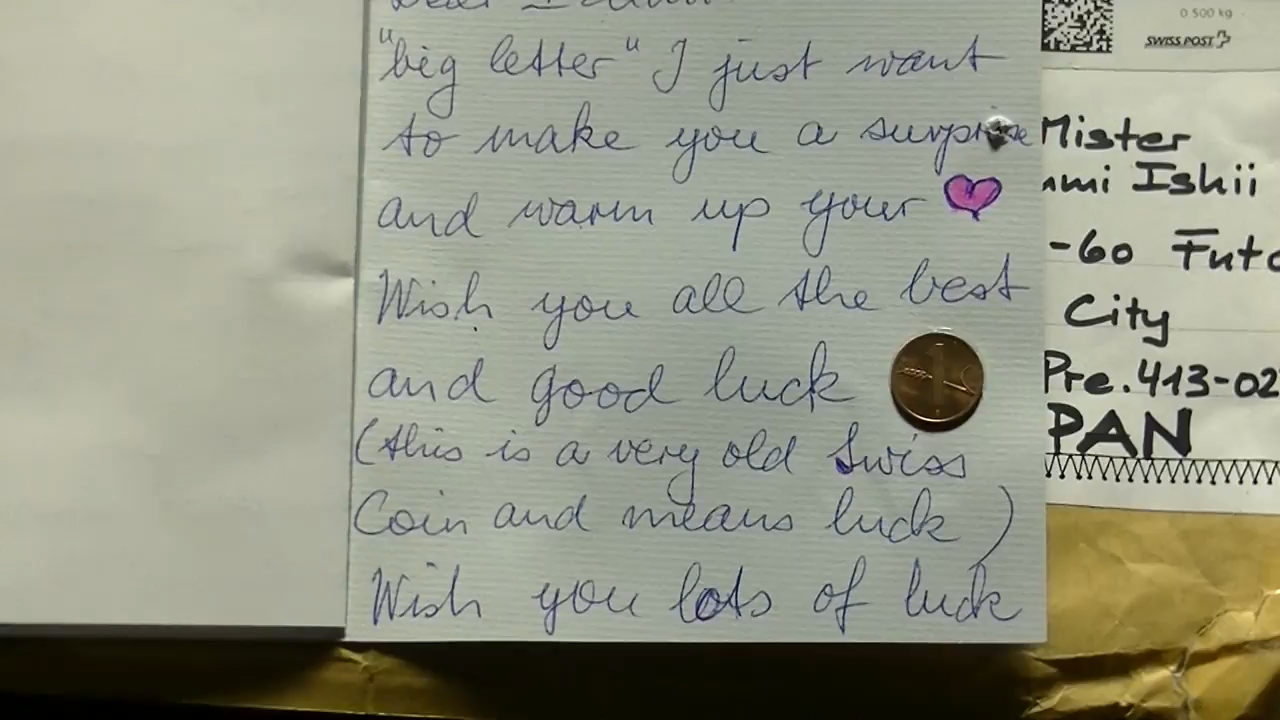 "big letter" I just want
to make you a surprise
and warm up your
Wish you all the best
and good luck
(this is a very old Swiss
Coin and means luck)
Wish you lots of luck
1
0.500 kg
SWISS POST
Mister
Ishii
-60
City
Pre. 413-02
PAN